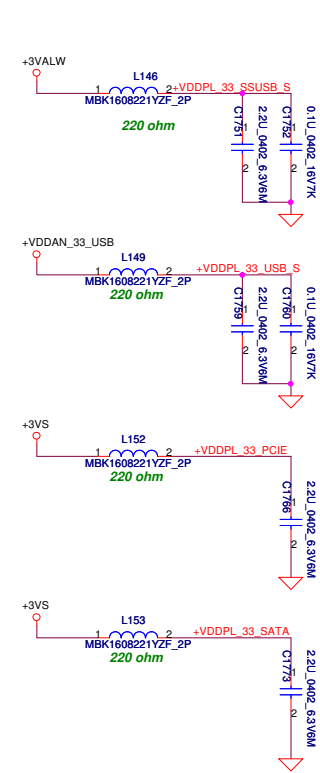 +3VALW
L146
1 2 +VDDPL_33_SSUSB_S
MBK1608221YZF_2P
220 ohm
C1751
1
2
2.2U_0402_6.3V6M
C1752
1
2
0.1U_0402_16V7K
+VDDAN_33_USB
L149
1 2 +VDDPL_33_USB_S
MBK1608221YZF_2P
220 ohm
C1759
1
2
2.2U_0402_6.3V6M
C1760
1
2
0.1U_0402_16V7K
+3VS
L152
1 2 +VDDPL_33_PCIE
MBK1608221YZF_2P
220 ohm
C1766
1
2
2.2U_0402_6.3V6M
+3VS
L153
1 2 +VDDPL_33_SATA
MBK1608221YZF_2P
220 ohm
C1773
1
2
2.2U_0402_6.3V6M